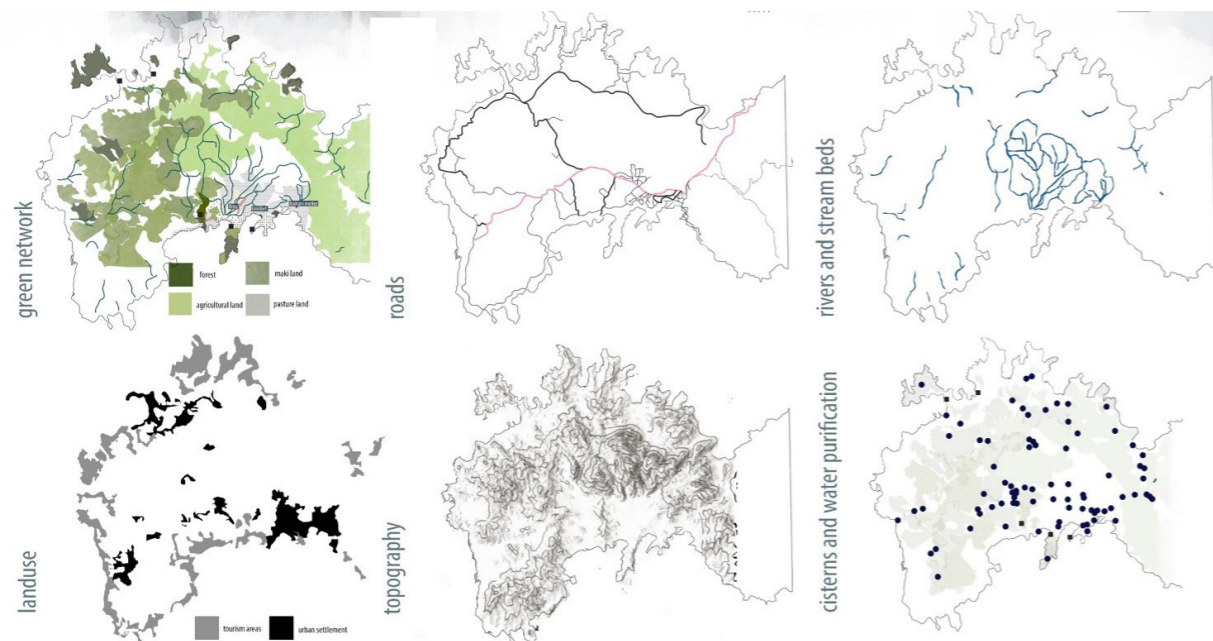 green network
forest
maki land
agricultural land
pasture land
roads
rivers and stream beds
landuse
tourism areas
urban settlement
topography
cisterns and water purification